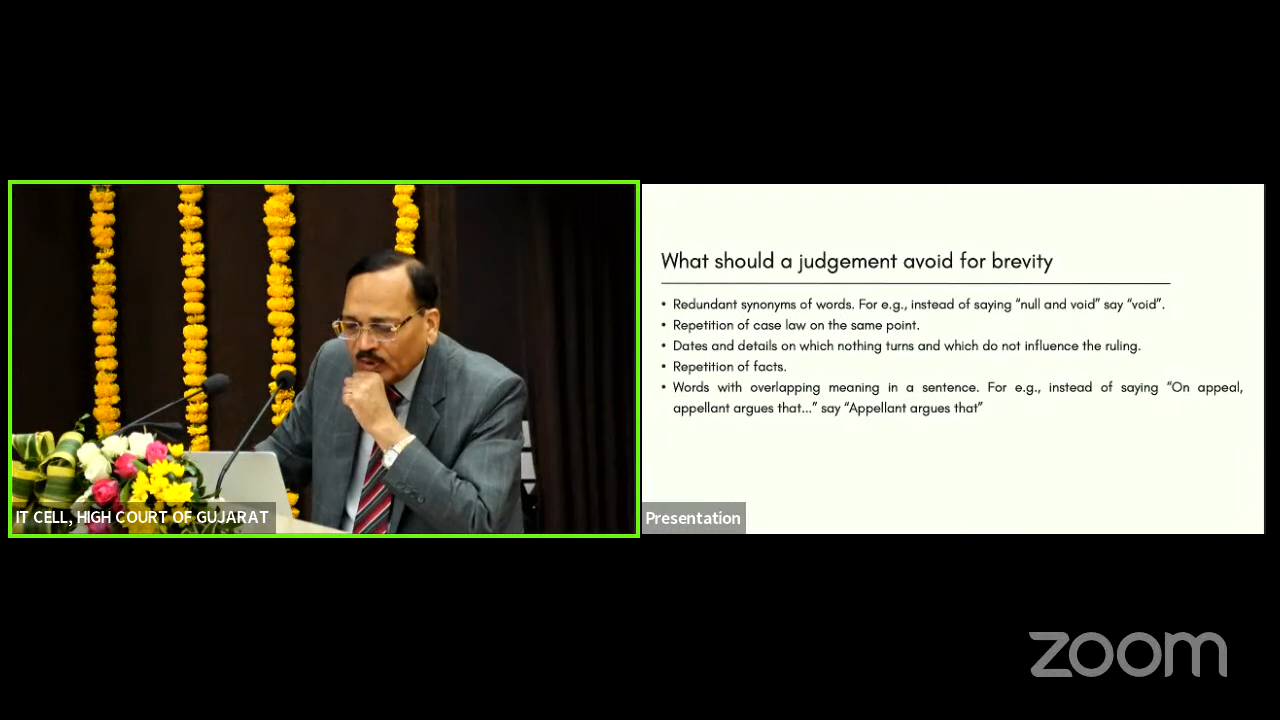 What should a judgement avoid for brevity
• Redundant synonyms of words. For e.g., instead of saying “null and void” say “void”.
• Repetition of case law on the same point.
• Dates and details on which nothing turns and which do not influence the ruling.
• Repetition of facts.
• Words with overlapping meaning in a sentence. For e.g., instead of saying “On appeal,
appellant argues that...” say “Appellant argues that”
IT CELL, HIGH COURT OF GUJARAT
Presentation
zoom